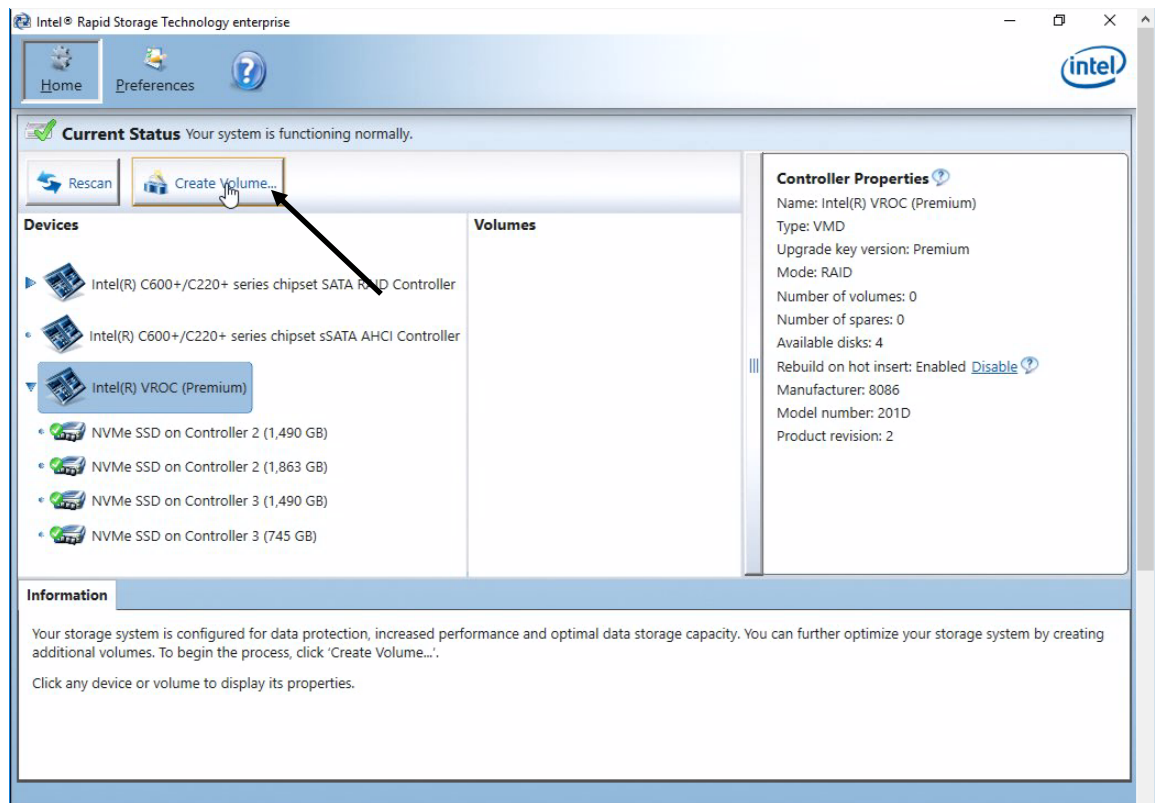 Intel® Rapid Storage Technology enterprise
Home
Preferences
?
intel
Current Status Your system is functioning normally.
Rescan
Create Volume...
Devices
Intel(R) C600+/C220+ series chipset SATA RAID Controller
Intel(R) C600+/C220+ series chipset sSATA AHCI Controller
Intel(R) VROC (Premium)
NVMe SSD on Controller 2 (1,490 GB)
NVMe SSD on Controller 2 (1,863 GB)
NVMe SSD on Controller 3 (1,490 GB)
NVMe SSD on Controller 3 (745 GB)
Volumes
Controller Properties ?
Name: Intel(R) VROC (Premium)
Type: VMD
Upgrade key version: Premium
Mode: RAID
Number of volumes: 0
Number of spares: 0
Available disks: 4
Rebuild on hot insert: Enabled Disable ?
Manufacturer: 8086
Model number: 201D
Product revision: 2
Information
Your storage system is configured for data protection, increased performance and optimal data storage capacity. You can further optimize your storage system by creating
additional volumes. To begin the process, click 'Create Volume...'.
Click any device or volume to display its properties.